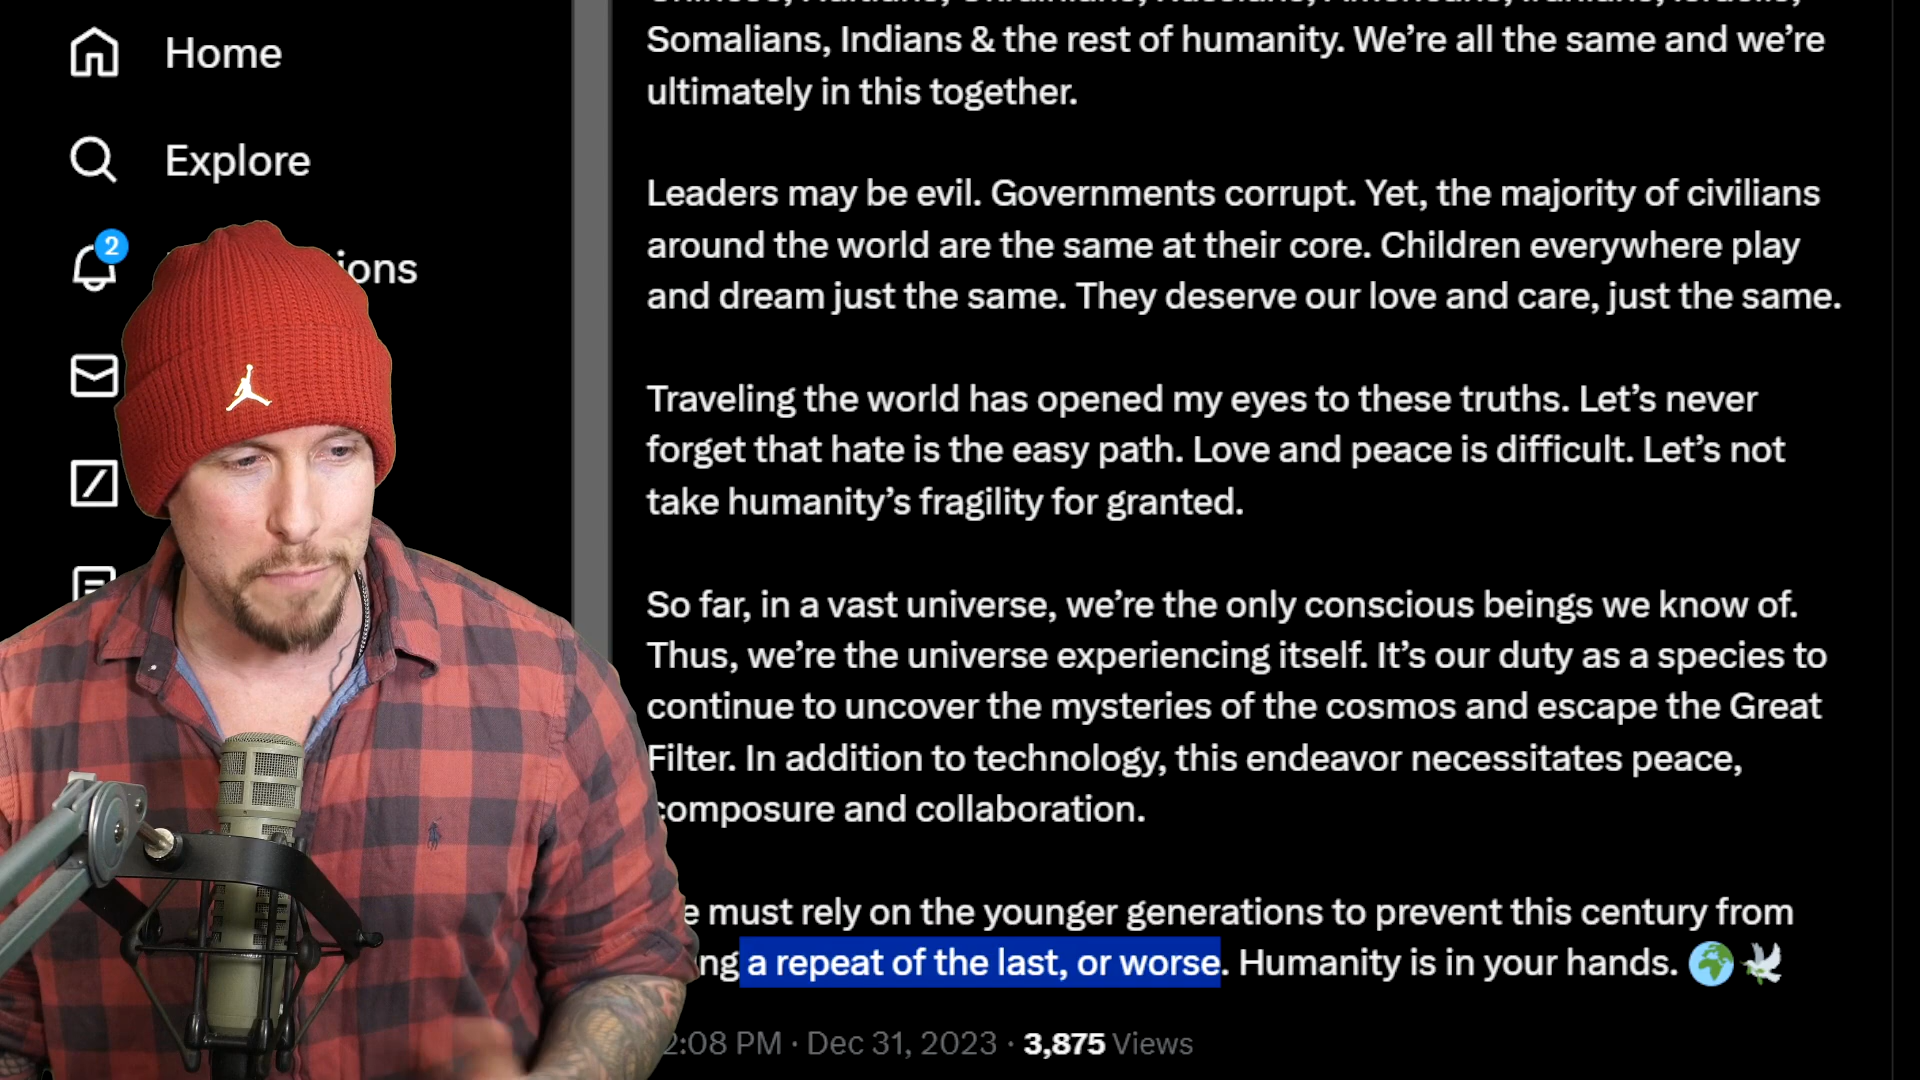 Home
Explore
2
ions
Somalians, Indians & the rest of humanity. We’re all the same and we’re
ultimately in this together.
Leaders may be evil. Governments corrupt. Yet, the majority of civilians
around the world are the same at their core. Children everywhere play
and dream just the same. They deserve our love and care, just the same.
Traveling the world has opened my eyes to these truths. Let’s never
forget that hate is the easy path. Love and peace is difficult. Let’s not
take humanity’s fragility for granted.
So far, in a vast universe, we’re the only conscious beings we know of.
Thus, we’re the universe experiencing itself. It’s our duty as a species to
continue to uncover the mysteries of the cosmos and escape the Great
Filter. In addition to technology, this endeavor necessitates peace,
composure and collaboration.
e must rely on the younger generations to prevent this century from
ng a repeat of the last, or worse. Humanity is in your hands. 🌍🕊️
2:08 PM · Dec 31, 2023 · 3,875 Views